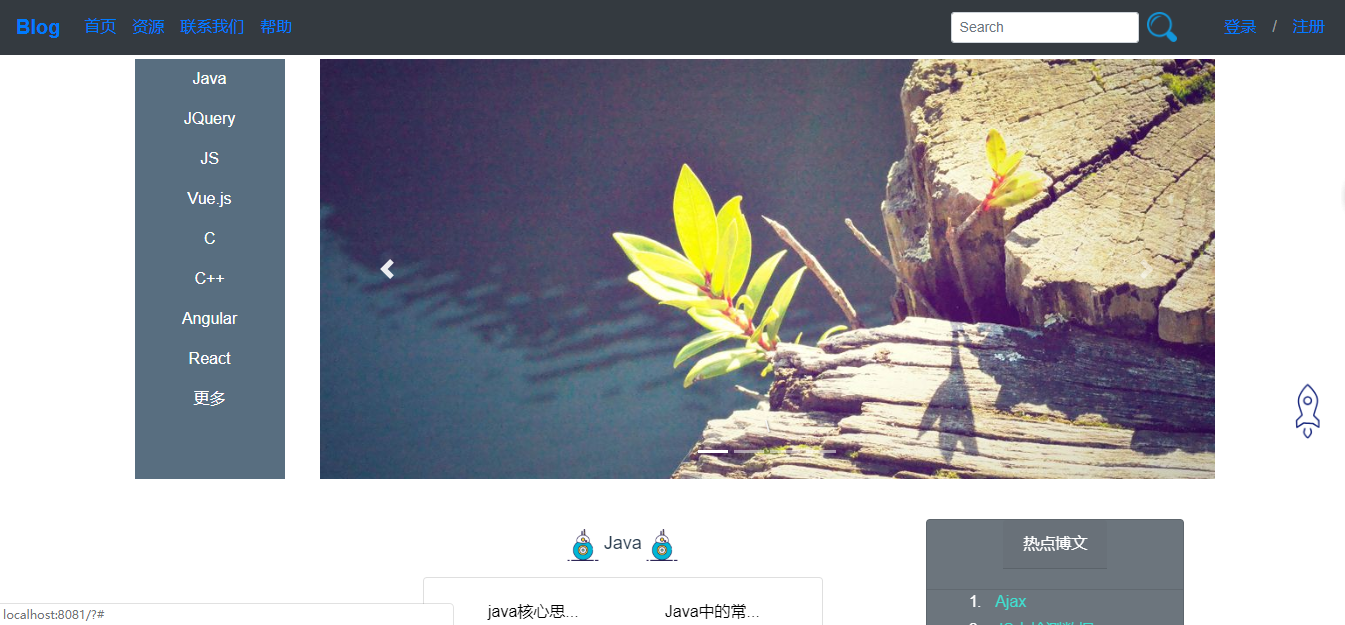 Blog 首页 资源 联系我们 帮助 Search 登录 / 注册
Java
JQuery
JS
Vue.js
C
C++
Angular
React
更多
Java
java核心思... Java中的常...
热点博文
1. Ajax
localhost:8081/?#